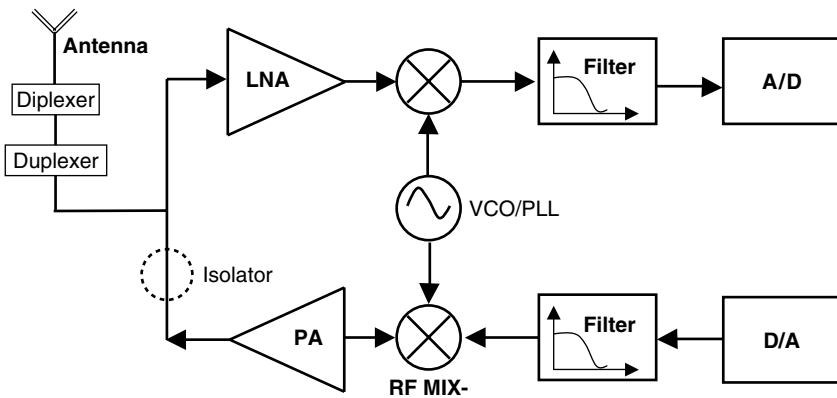 Antenna
Diplexer
Duplexer
LNA
Filter
A/D
VCO/PLL
Isolator
PA
RF MIX-
Filter
D/A